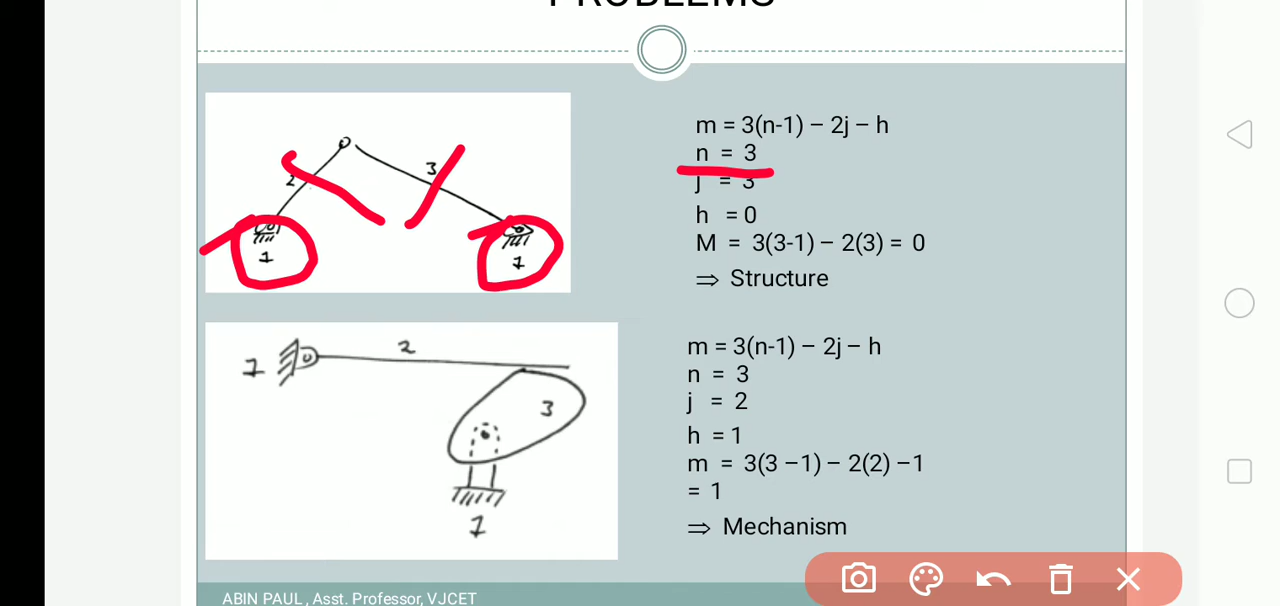 PROBLEMS
2
3
1
1
m = 3(n-1) – 2j – h
n = 3
j = 3
h = 0
M = 3(3-1) – 2(3) = 0
⇒ Structure
1
2
3
1
m = 3(n-1) – 2j – h
n = 3
j = 2
h = 1
m = 3(3 –1) – 2(2) –1
= 1
⇒ Mechanism
ABIN PAUL , Asst. Professor, VJCET